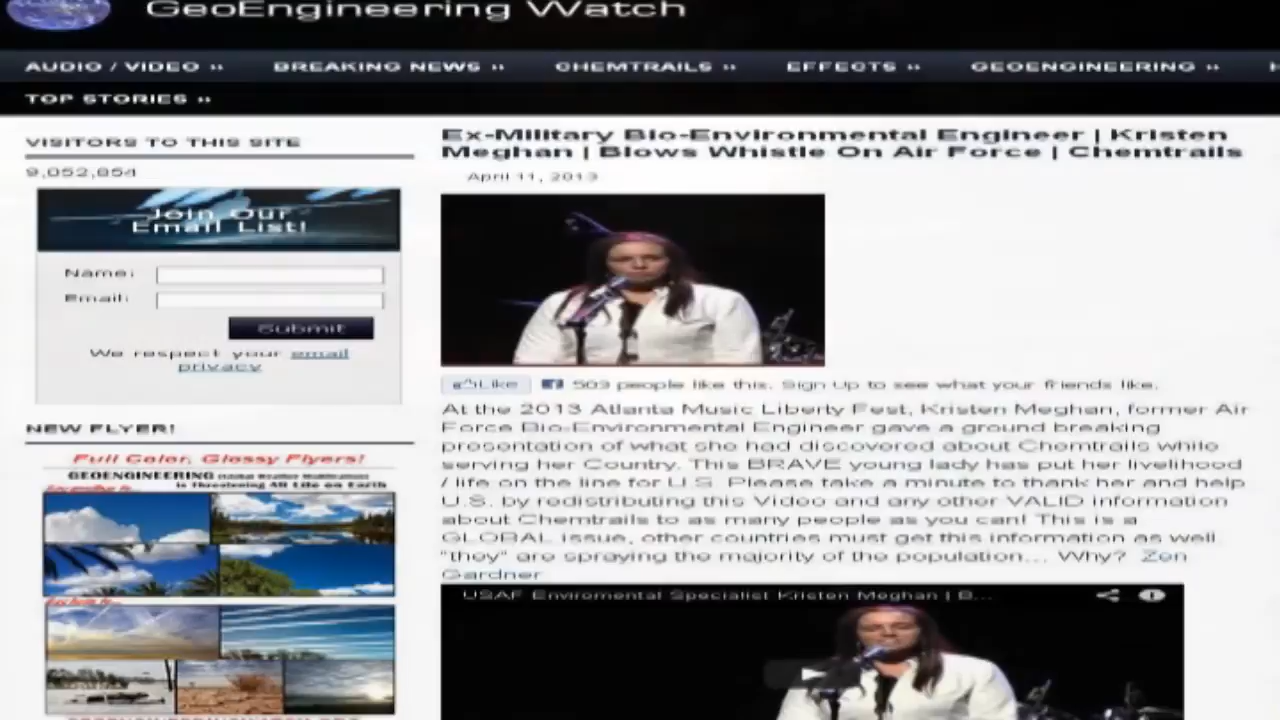 GeoEngineering Watch
AUDIO / VIDEO »
BREAKING NEWS »
CHEMTRAILS »
EFFECTS »
GEOENGINEERING »
TOP STORIES »
VISITORS TO THIS SITE
9,052,854
Join Our
Email List!
Name:
Email:
Submit
We respect your email
privacy
NEW FLYER!
Full Color, Glossy Flyers!
GEOENGINEERING
is Threatening All Life on Earth
Ex-Military Bio-Environmental Engineer | Kristen
Meghan | Blows Whistle On Air Force | Chemtrails
April 11, 2013
Like
503 people like this. Sign Up to see what your friends like.
At the 2013 Atlanta Music Liberty Fest, Kristen Meghan, former Air
Force Bio-Environmental Engineer gave a ground breaking
presentation of what she had discovered about Chemtrails while
serving her Country. This BRAVE young lady has put her livelihood
/ life on the line for U.S. Please take a minute to thank her and help
U.S. by redistributing this Video and any other VALID information
about Chemtrails to as many people as you can! This is a
GLOBAL issue, other countries must get this information as well.
"they" are spraying the majority of the population... Why? Zen
Gardner
USAF Enviromental Specialist Kristen Meghan | B...